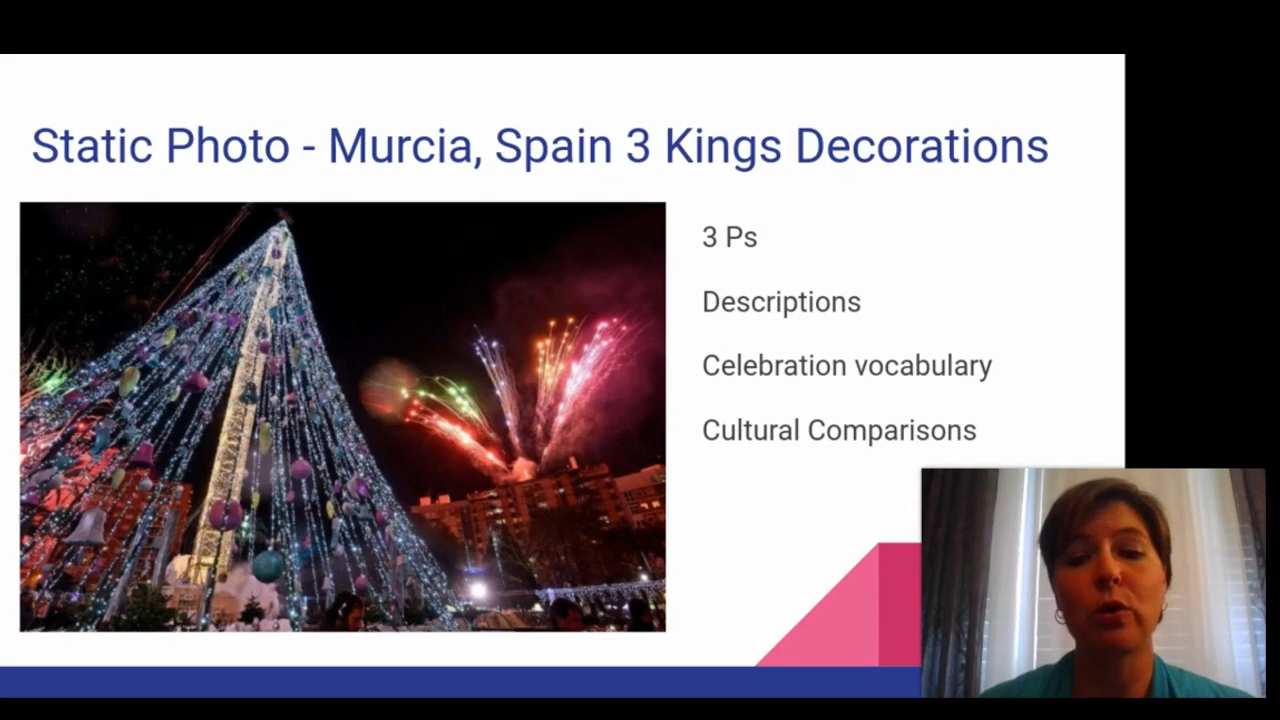 Static Photo - Murcia, Spain 3 Kings Decorations
3 Ps
Descriptions
Celebration vocabulary
Cultural Comparisons